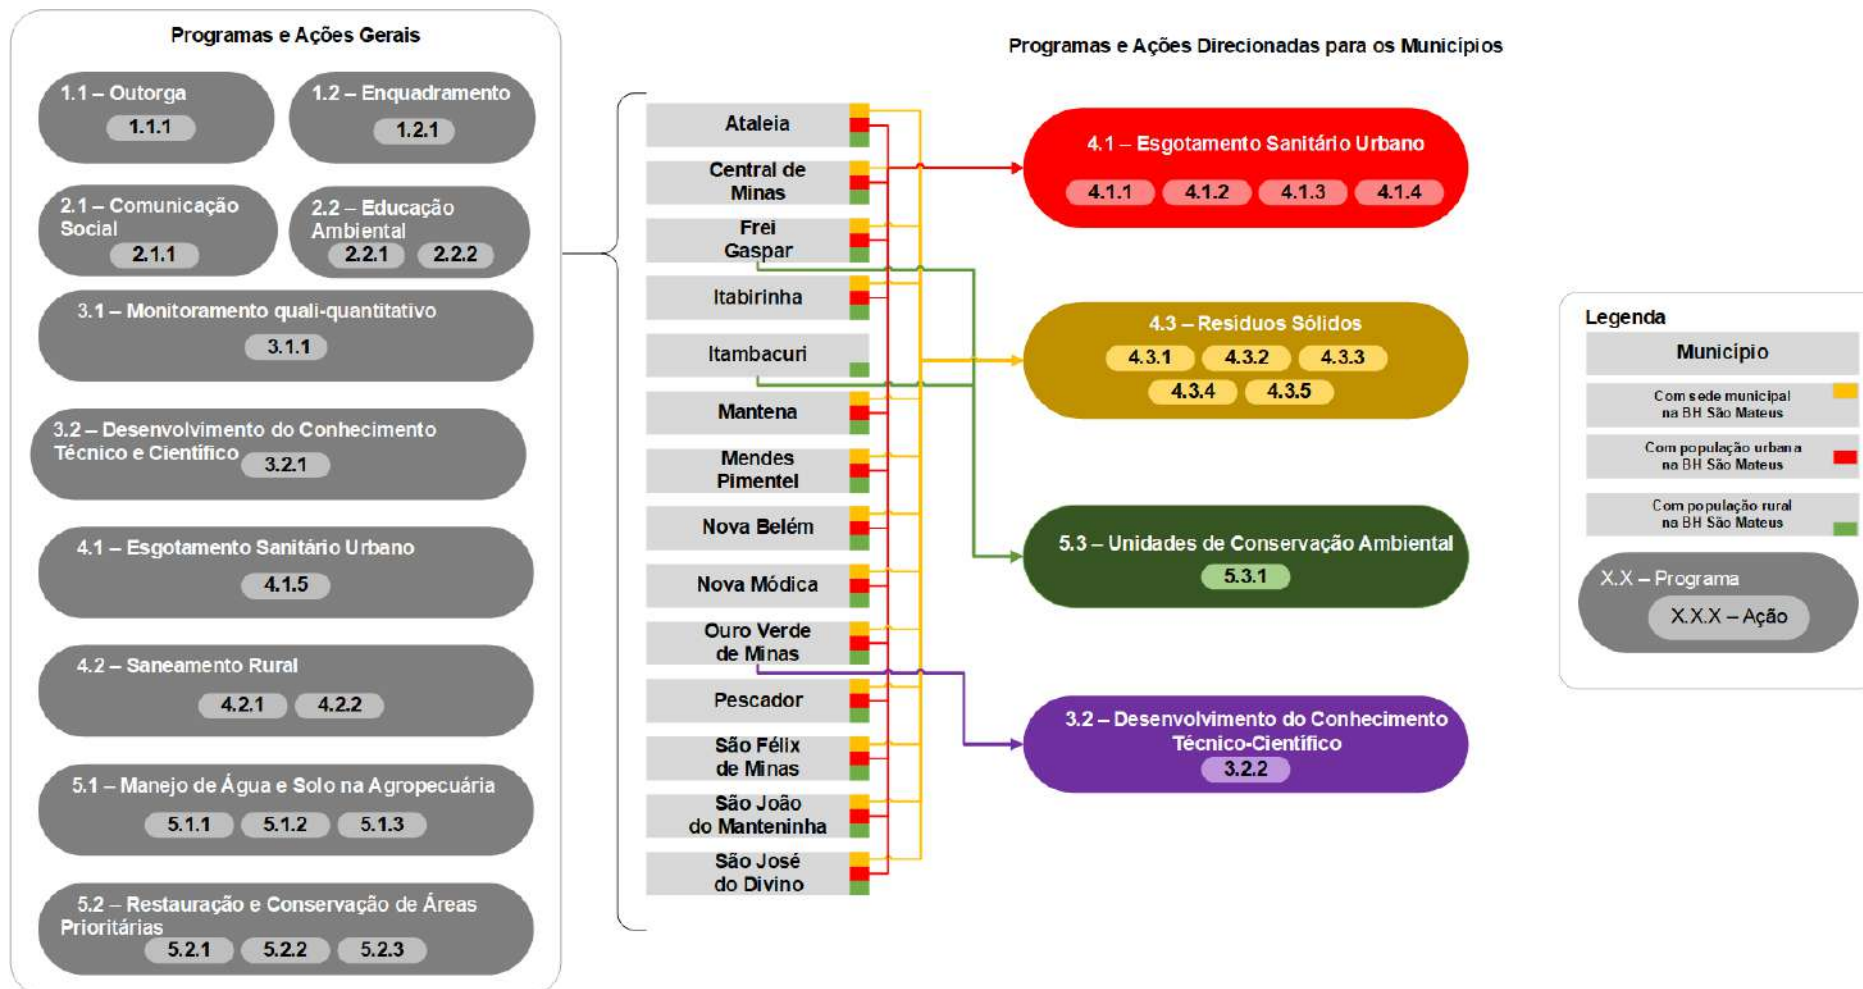 Programas e Ações Gerais
1.1 – Outorga
1.1.1
1.2 – Enquadramento
1.2.1
2.1 – Comunicação
Social
2.1.1
2.2 – Educação
Ambiental
2.2.1
2.2.2
3.1 – Monitoramento quali-quantitativo
3.1.1
3.2 – Desenvolvimento do Conhecimento
Técnico e Científico
3.2.1
4.1 – Esgotamento Sanitário Urbano
4.1.5
4.2 – Saneamento Rural
4.2.1
4.2.2
5.1 – Manejo de Água e Solo na Agropecuária
5.1.1
5.1.2
5.1.3
5.2 – Restauração e Conservação de Áreas
Prioritárias
5.2.1
5.2.2
5.2.3
Ataleia
Central de
Minas
Frei
Gaspar
Itabirinha
Itambacuri
Mantena
Mendes
Pimentel
Nova Belém
Nova Módica
Ouro Verde
de Minas
Pescador
São Félix
de Minas
São João
do Manteninha
São José
do Divino
Programas e Ações Direcionadas para os Municípios
4.1 – Esgotamento Sanitário Urbano
4.1.1
4.1.2
4.1.3
4.1.4
4.3 – Resíduos Sólidos
4.3.1
4.3.2
4.3.3
4.3.4
4.3.5
5.3 – Unidades de Conservação Ambiental
5.3.1
3.2 – Desenvolvimento do Conhecimento
Técnico-Científico
3.2.2
Legenda
Município
Com sede municipal
na BH São Mateus
Com população urbana
na BH São Mateus
Com população rural
na BH São Mateus
X.X – Programa
X.X.X – Ação